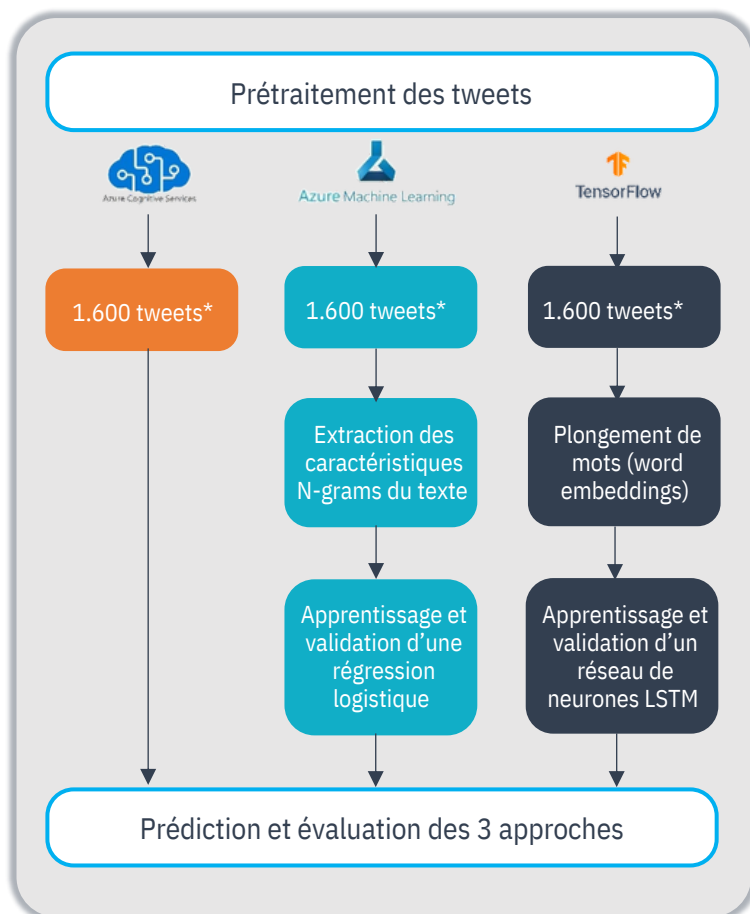 Prétraitement des tweets
Azure Cognitive Services
Azure Machine Learning
TensorFlow
1.600 tweets*
1.600 tweets*
1.600 tweets*
Extraction des
caractéristiques
N-grams du texte
Plongement de
mots (word
embeddings)
Apprentissage et
validation d’une
régression
logistique
Apprentissage et
validation d’un
réseau de
neurones LSTM
Prédiction et évaluation des 3 approches